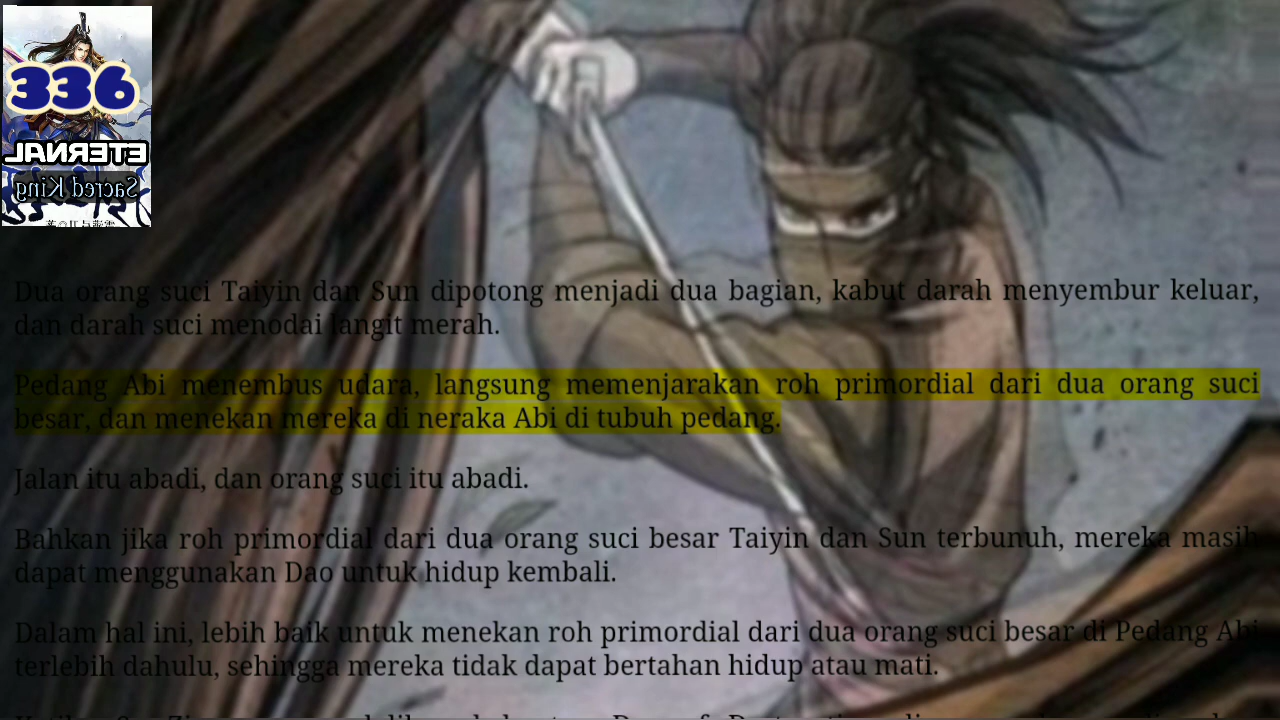 336
ETERNAL
Sacred King
Dua orang suci Taiyin dan Sun dipotong menjadi dua bagian, kabut darah menyembur keluar,
dan darah suci menodai langit merah.
Pedang Abi menembus udara, langsung memenjarakan roh primordial dari dua orang suci
besar, dan menekan mereka di neraka Abi di tubuh pedang.
Jalan itu abadi, dan orang suci itu abadi.
Bahkan jika roh primordial dari dua orang suci besar Taiyin dan Sun terbunuh, mereka masih
dapat menggunakan Dao untuk hidup kembali.
Dalam hal ini, lebih baik untuk menekan roh primordial dari dua orang suci besar di Pedang Abi
terlebih dahulu, sehingga mereka tidak dapat bertahan hidup atau mati.